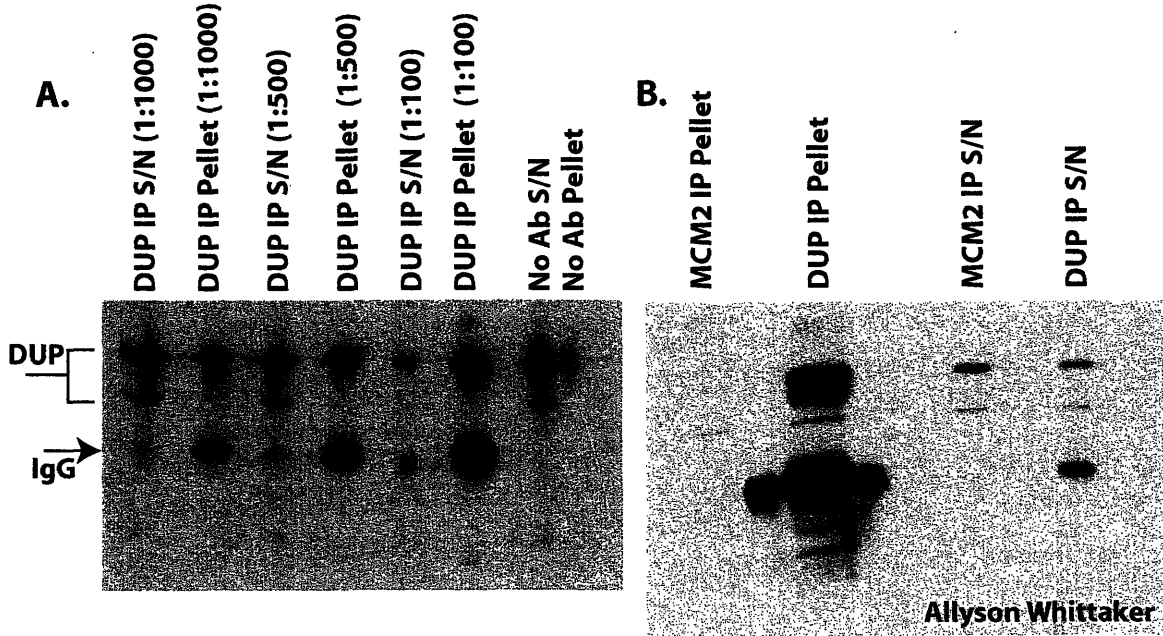 A.
DUP IP S/N (1:1000)
DUP IP Pellet (1:1000)
DUP IP S/N (1:500)
DUP IP Pellet (1:500)
DUP IP S/N (1:100)
DUP IP Pellet (1:100)
No Ab S/N
No Ab Pellet
DUP
IgG
B.
MCM2 IP Pellet
DUP IP Pellet
MCM2 IP S/N
DUP IP S/N
Allyson Whittaker